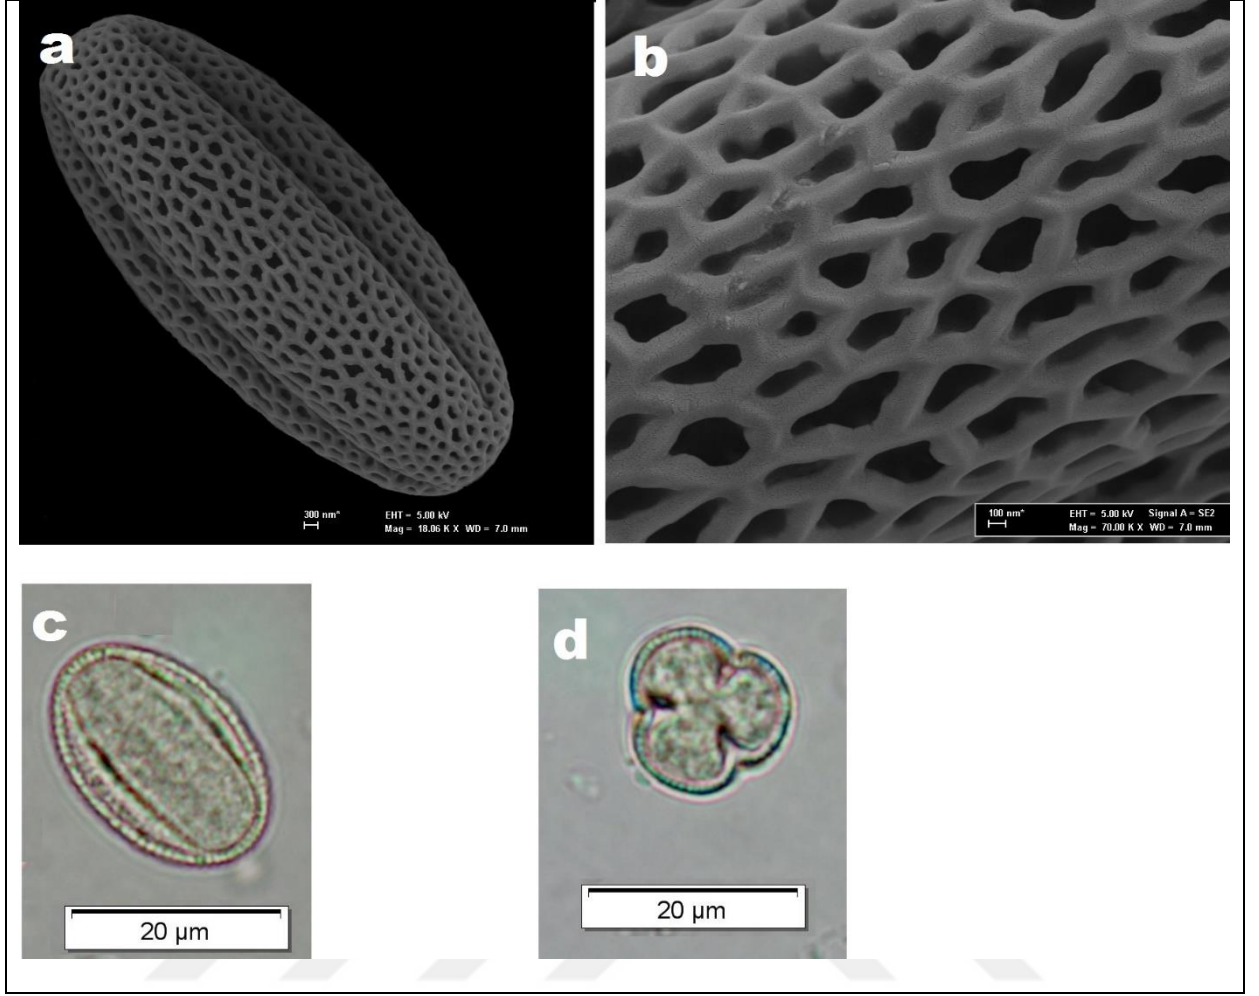 a
b
300 nm*
EHT = 5.00 kV
Mag = 18.06 K X WD = 7.0 mm
100 nm*
EHT = 5.00 kV Signal A = SE2
Mag = 70.00 K X WD = 7.0 mm
c
d
20 µm
20 µm